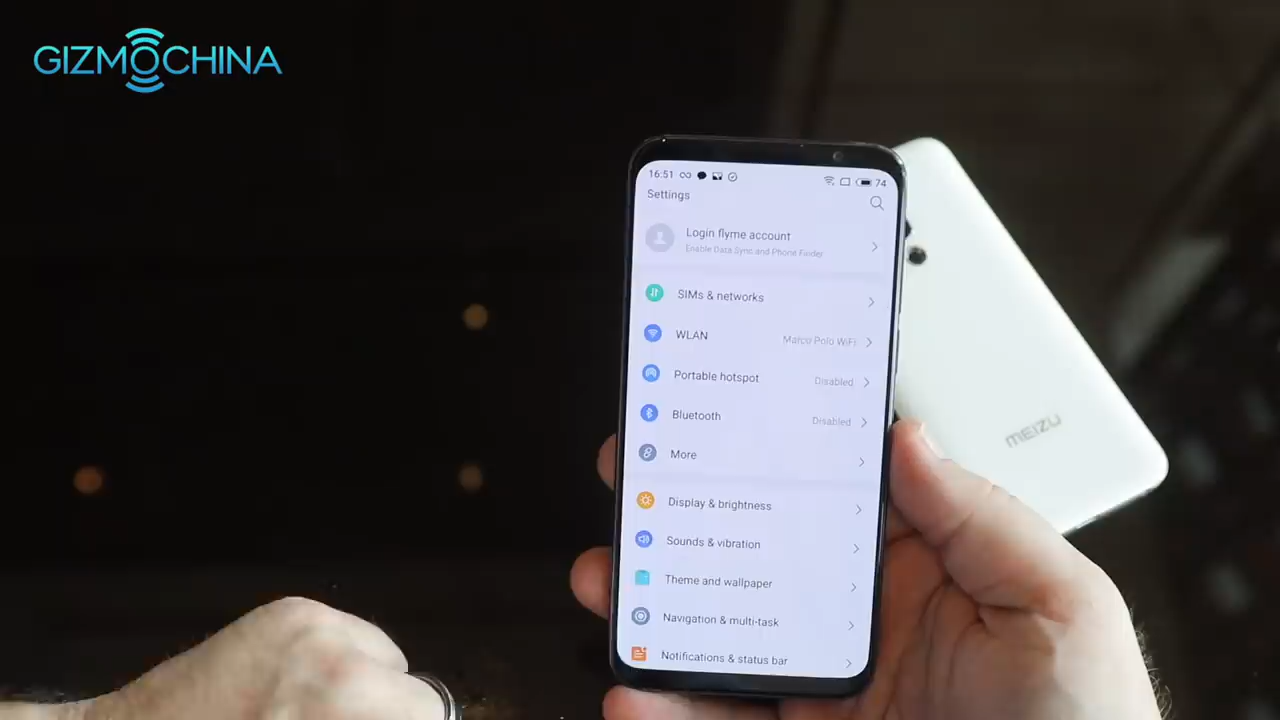 GIZMOCHINA
16:51
74
Settings
Login flyme account
Enable Data Sync and Phone Finder
SIMs & networks
WLAN
Marco Polo WiFi
Portable hotspot
Disabled
Bluetooth
Disabled
More
Display & brightness
Sounds & vibration
Theme and wallpaper
Navigation & multi-task
Notifications & status bar
MEIZU